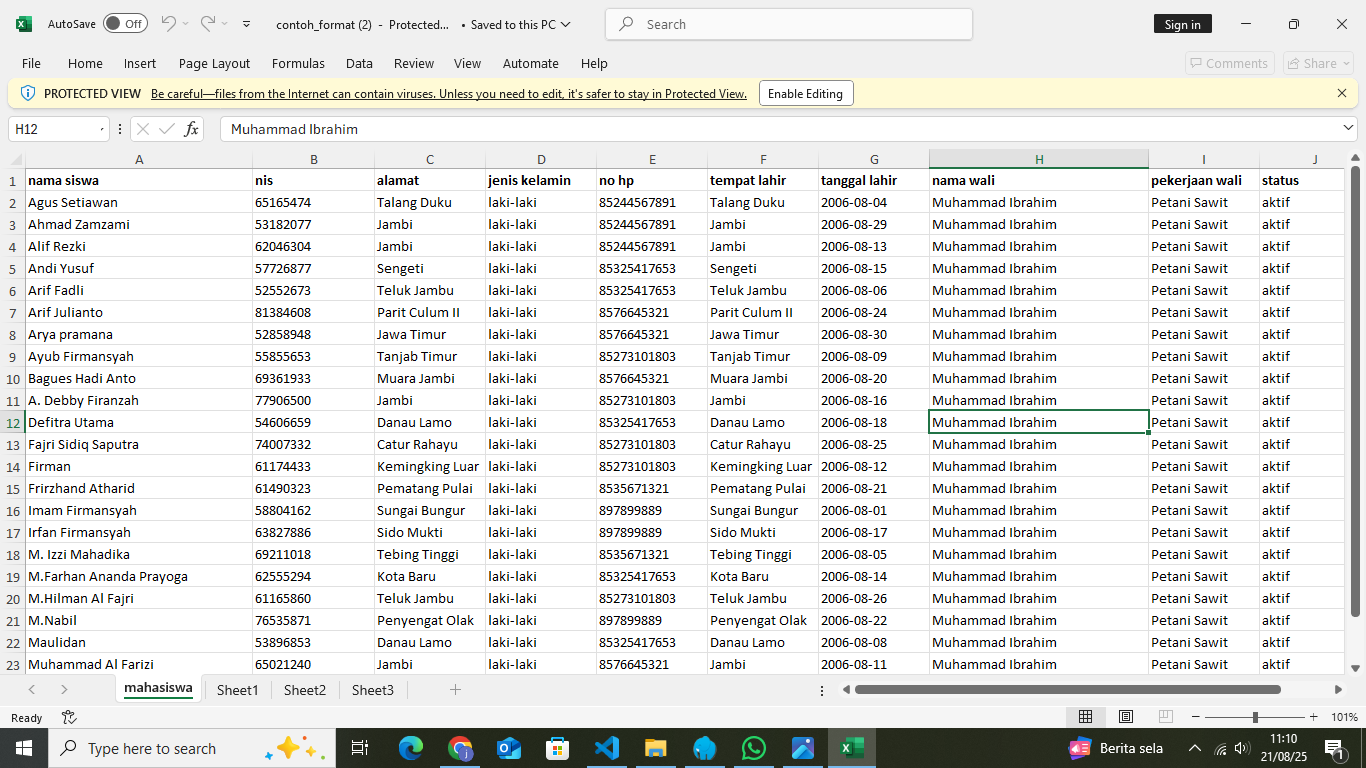 AutoSave Off contoh_format (2) - Protected... • Saved to this PC Search Sign in
File Home Insert Page Layout Formulas Data Review View Automate Help Comments Share
PROTECTED VIEW Be careful—files from the Internet can contain viruses. Unless you need to edit, it's safer to stay in Protected View. Enable Editing
H12 fx Muhammad Ibrahim
A B C D E F G H I J
1 nama siswa nis alamat jenis kelamin no hp tempat lahir tanggal lahir nama wali pekerjaan wali status
2 Agus Setiawan 65165474 Talang Duku laki-laki 85244567891 Talang Duku 2006-08-04 Muhammad Ibrahim Petani Sawit aktif
3 Ahmad Zamzami 53182077 Jambi laki-laki 85244567891 Jambi 2006-08-29 Muhammad Ibrahim Petani Sawit aktif
4 Alif Rezki 62046304 Jambi laki-laki 85244567891 Jambi 2006-08-13 Muhammad Ibrahim Petani Sawit aktif
5 Andi Yusuf 57726877 Sengeti laki-laki 85325417653 Sengeti 2006-08-15 Muhammad Ibrahim Petani Sawit aktif
6 Arif Fadli 52552673 Teluk Jambu laki-laki 85325417653 Teluk Jambu 2006-08-06 Muhammad Ibrahim Petani Sawit aktif
7 Arif Julianto 81384608 Parit Culum II laki-laki 8576645321 Parit Culum II 2006-08-24 Muhammad Ibrahim Petani Sawit aktif
8 Arya pramana 52858948 Jawa Timur laki-laki 8576645321 Jawa Timur 2006-08-30 Muhammad Ibrahim Petani Sawit aktif
9 Ayub Firmansyah 55855653 Tanjab Timur laki-laki 85273101803 Tanjab Timur 2006-08-09 Muhammad Ibrahim Petani Sawit aktif
10 Bagues Hadi Anto 69361933 Muara Jambi laki-laki 8576645321 Muara Jambi 2006-08-20 Muhammad Ibrahim Petani Sawit aktif
11 A. Debby Firanzah 77906500 Jambi laki-laki 85273101803 Jambi 2006-08-16 Muhammad Ibrahim Petani Sawit aktif
12 Defitra Utama 54606659 Danau Lamo laki-laki 85325417653 Danau Lamo 2006-08-18 Muhammad Ibrahim Petani Sawit aktif
13 Fajri Sidiq Saputra 74007332 Catur Rahayu laki-laki 85273101803 Catur Rahayu 2006-08-25 Muhammad Ibrahim Petani Sawit aktif
14 Firman 61174433 Kemingking Luar laki-laki 85273101803 Kemingking Luar 2006-08-12 Muhammad Ibrahim Petani Sawit aktif
15 Frirzhand Atharid 61490323 Pematang Pulai laki-laki 8535671321 Pematang Pulai 2006-08-21 Muhammad Ibrahim Petani Sawit aktif
16 Imam Firmansyah 58804162 Sungai Bungur laki-laki 897899889 Sungai Bungur 2006-08-01 Muhammad Ibrahim Petani Sawit aktif
17 Irfan Firmansyah 63827886 Sido Mukti laki-laki 897899889 Sido Mukti 2006-08-17 Muhammad Ibrahim Petani Sawit aktif
18 M. Izzi Mahadika 69211018 Tebing Tinggi laki-laki 8535671321 Tebing Tinggi 2006-08-05 Muhammad Ibrahim Petani Sawit aktif
19 M.Farhan Ananda Prayoga 62555294 Kota Baru laki-laki 85325417653 Kota Baru 2006-08-14 Muhammad Ibrahim Petani Sawit aktif
20 M.Hilman Al Fajri 61165860 Teluk Jambu laki-laki 85273101803 Teluk Jambu 2006-08-26 Muhammad Ibrahim Petani Sawit aktif
21 M.Nabil 76535871 Penyengat Olak laki-laki 897899889 Penyengat Olak 2006-08-22 Muhammad Ibrahim Petani Sawit aktif
22 Maulidan 53896853 Danau Lamo laki-laki 85325417653 Danau Lamo 2006-08-08 Muhammad Ibrahim Petani Sawit aktif
23 Muhammad Al Farizi 65021240 Jambi laki-laki 8576645321 Jambi 2006-08-11 Muhammad Ibrahim Petani Sawit aktif
mahasiswa Sheet1 Sheet2 Sheet3
Ready 101%
Type here to search Berita sela 11:10
21/08/25 1